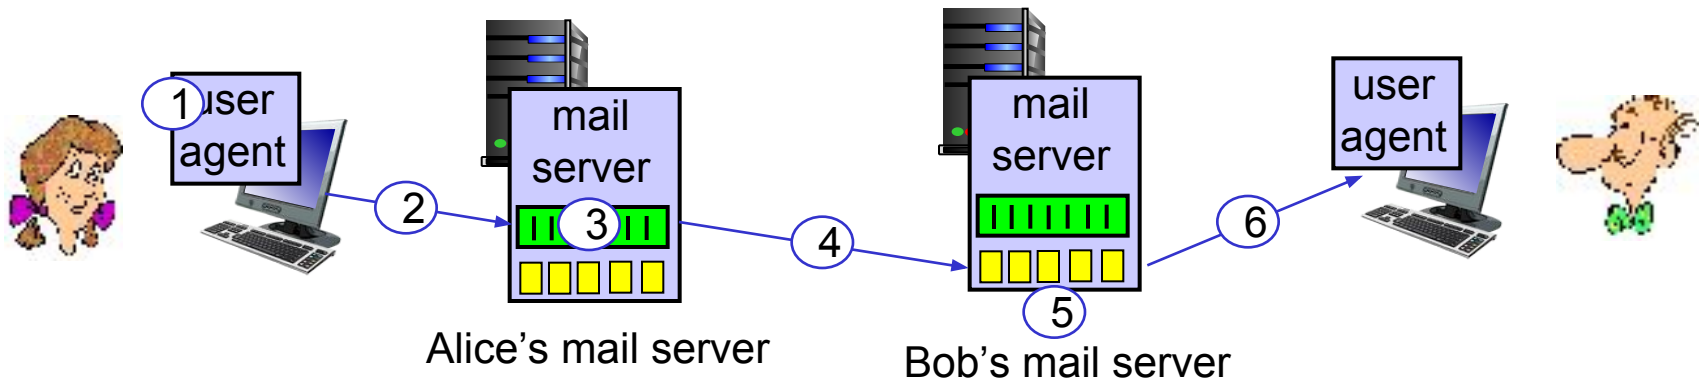 1
user
agent
2
mail
server
3
Alice’s mail server
4
mail
server
5
Bob’s mail server
6
user
agent